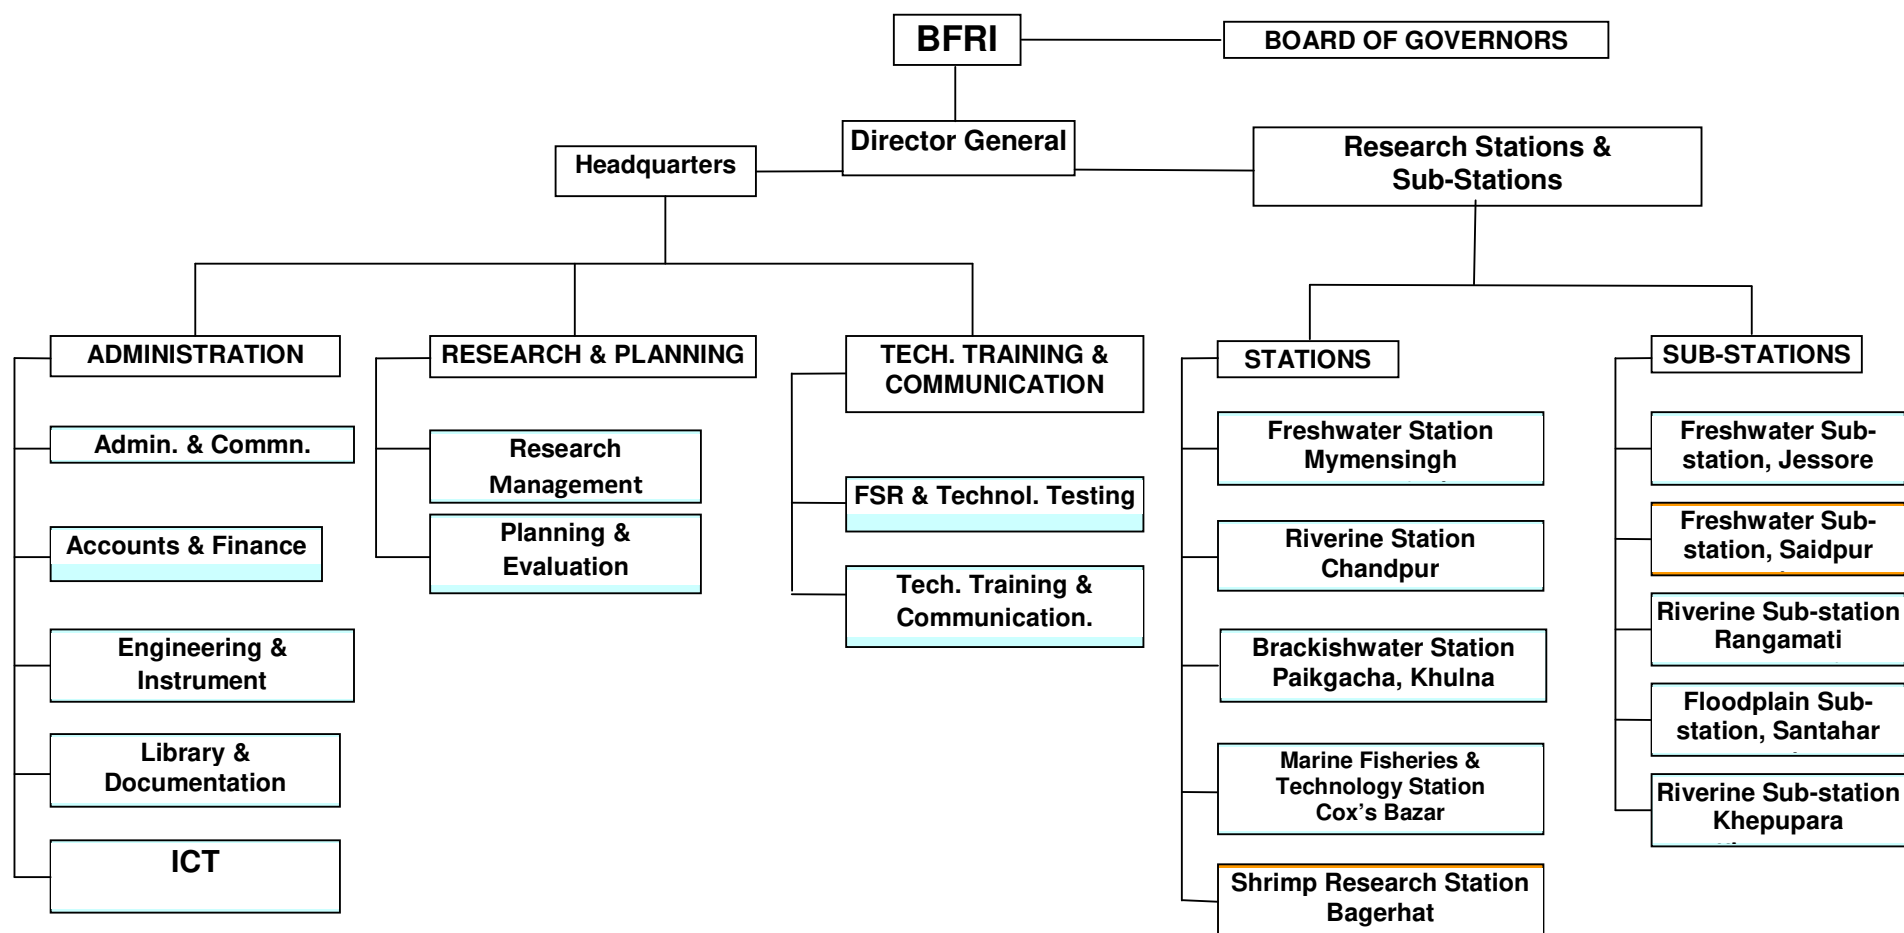 BFRI
BOARD OF GOVERNORS
Director General
Headquarters
Research Stations &
Sub-Stations
ADMINISTRATION
Admin. & Commn.
Accounts & Finance
Engineering &
Instrument
Library &
Documentation
ICT
RESEARCH & PLANNING
Research
Management
Planning &
Evaluation
TECH. TRAINING &
COMMUNICATION
FSR & Technol. Testing
Tech. Training &
Communication.
STATIONS
Freshwater Station
Mymensingh
Riverine Station
Chandpur
Brackishwater Station
Paikgacha, Khulna
Marine Fisheries &
Technology Station
Cox’s Bazar
Shrimp Research Station
Bagerhat
SUB-STATIONS
Freshwater Sub-
station, Jessore
Freshwater Sub-
station, Saidpur
Riverine Sub-station
Rangamati
Floodplain Sub-
station, Santahar
Riverine Sub-station
Khepupara